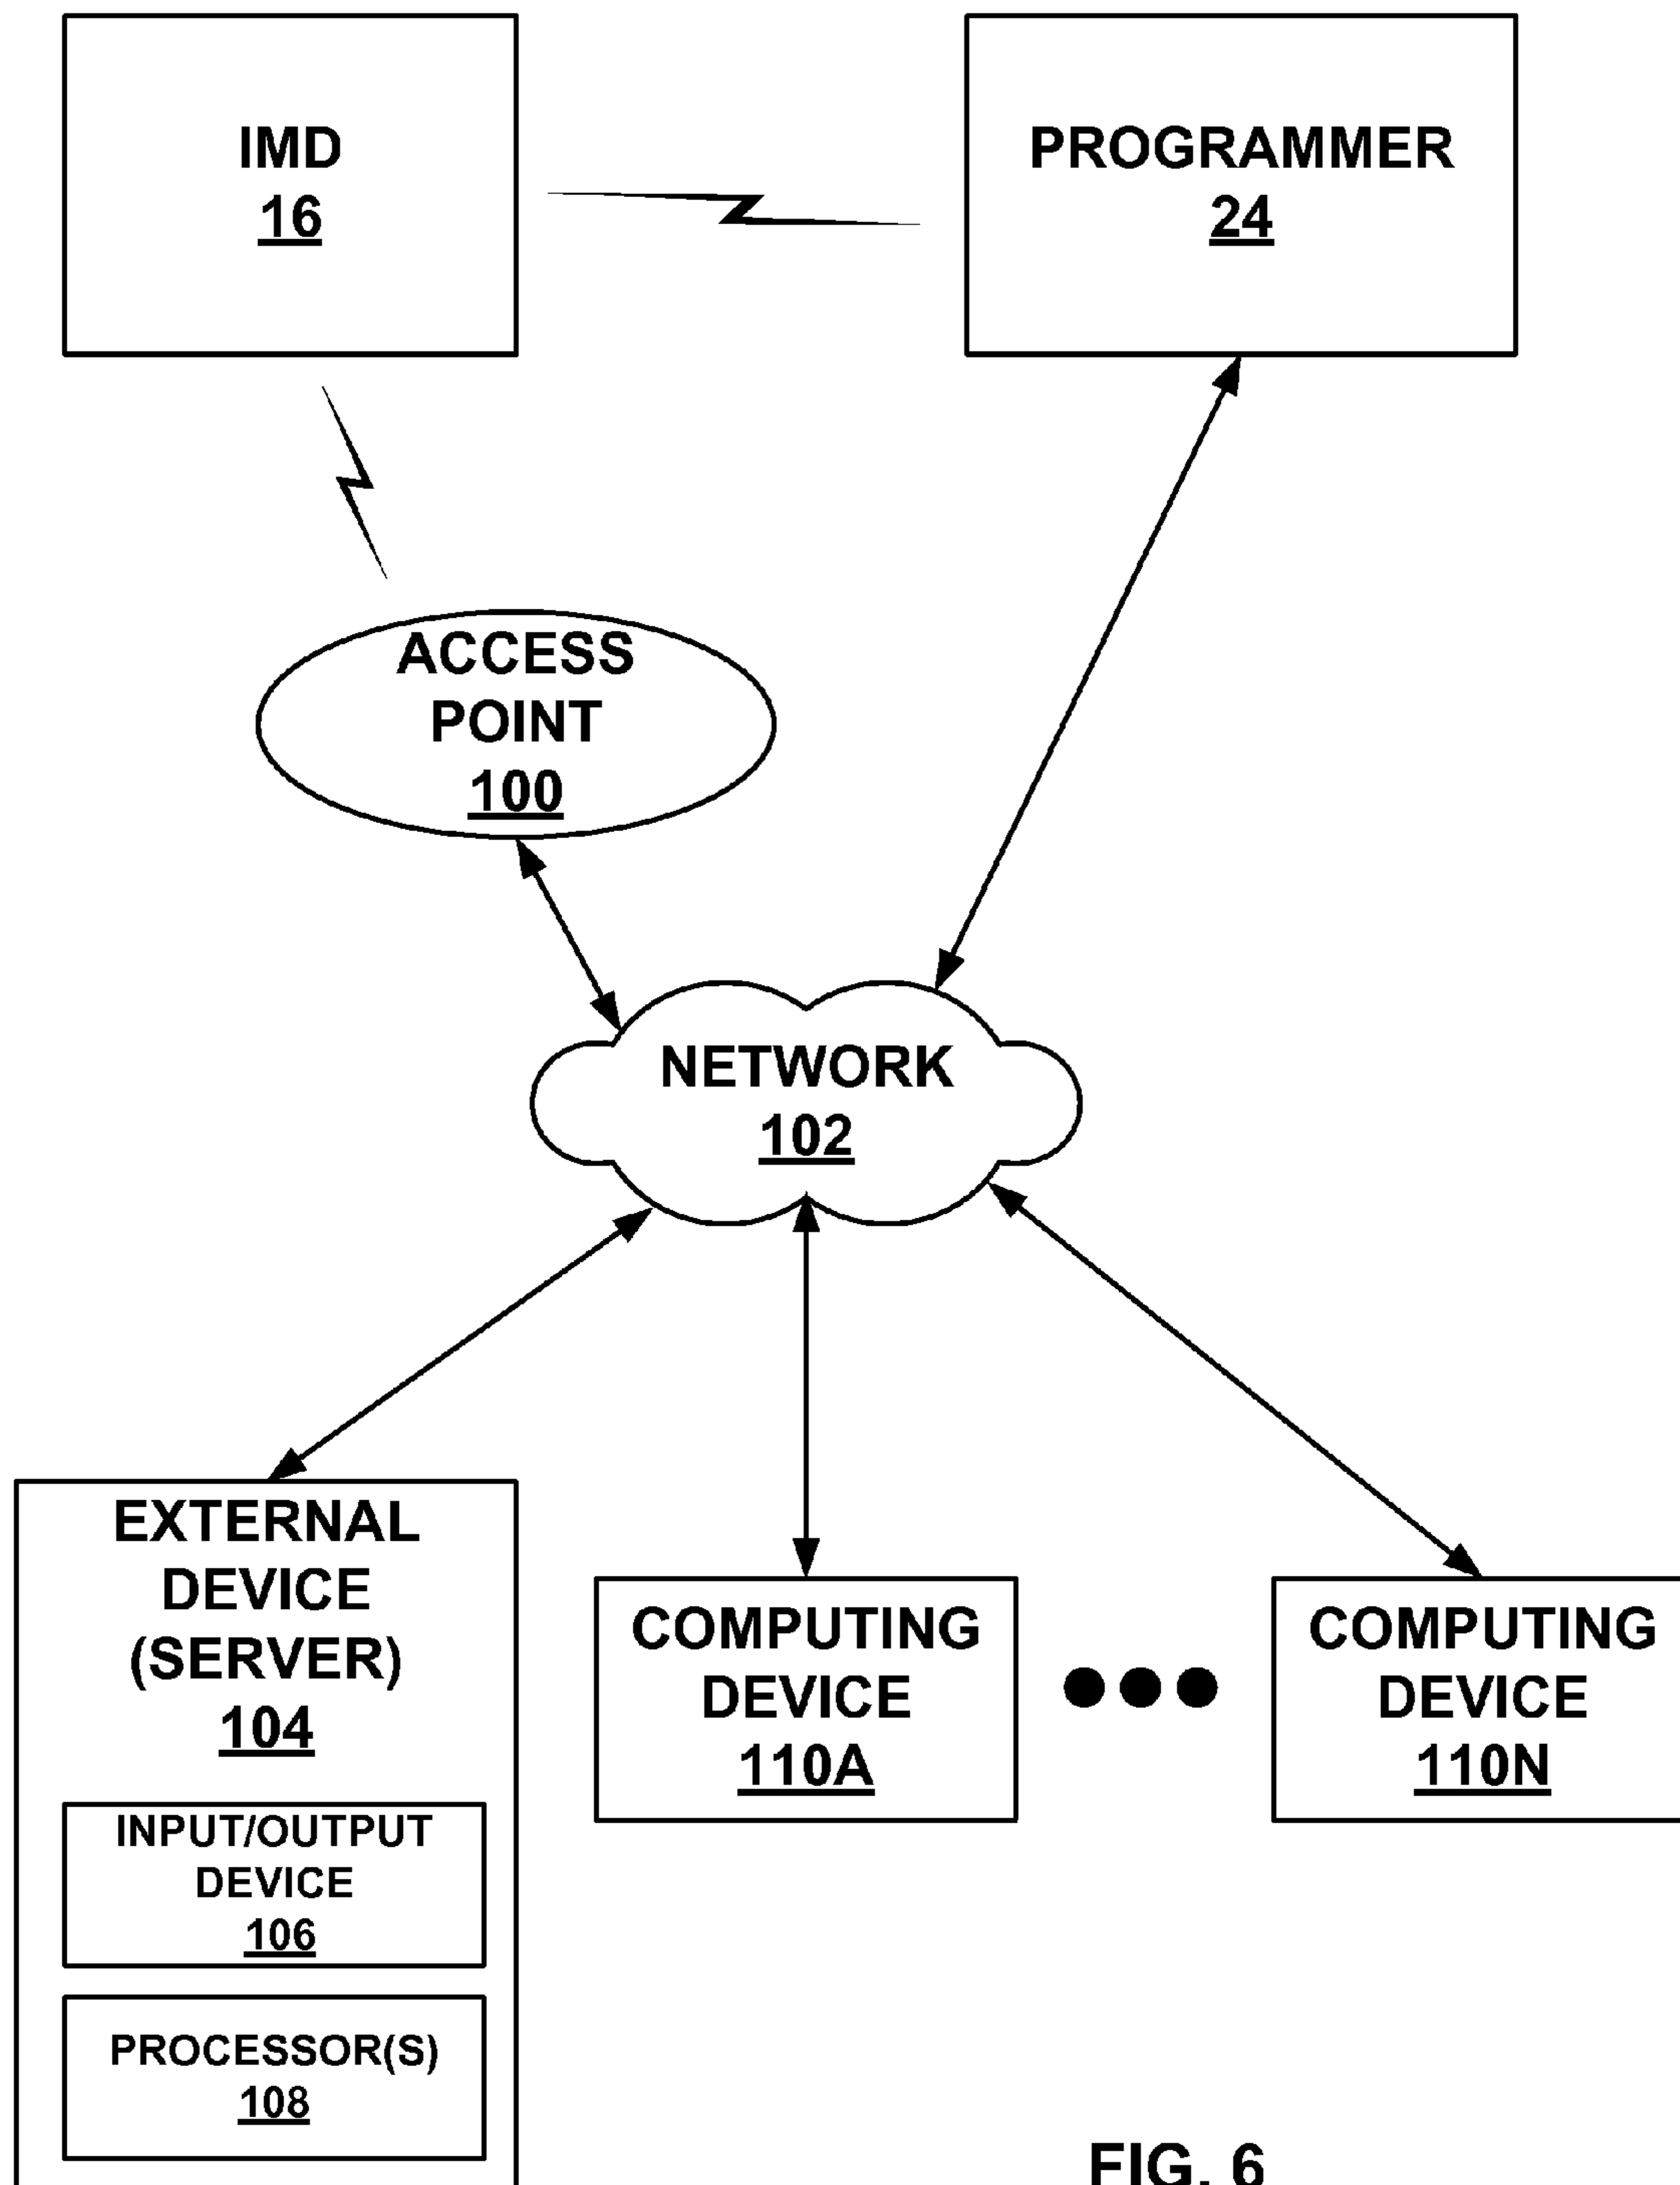 IMD
16
PROGRAMMER
24
ACCESS
POINT
100
NETWORK
102
EXTERNAL
DEVICE
(SERVER)
104
INPUT/OUTPUT
DEVICE
106
PROCESSOR(S)
108
COMPUTING
DEVICE
110A
COMPUTING
DEVICE
110N
FIG. 6